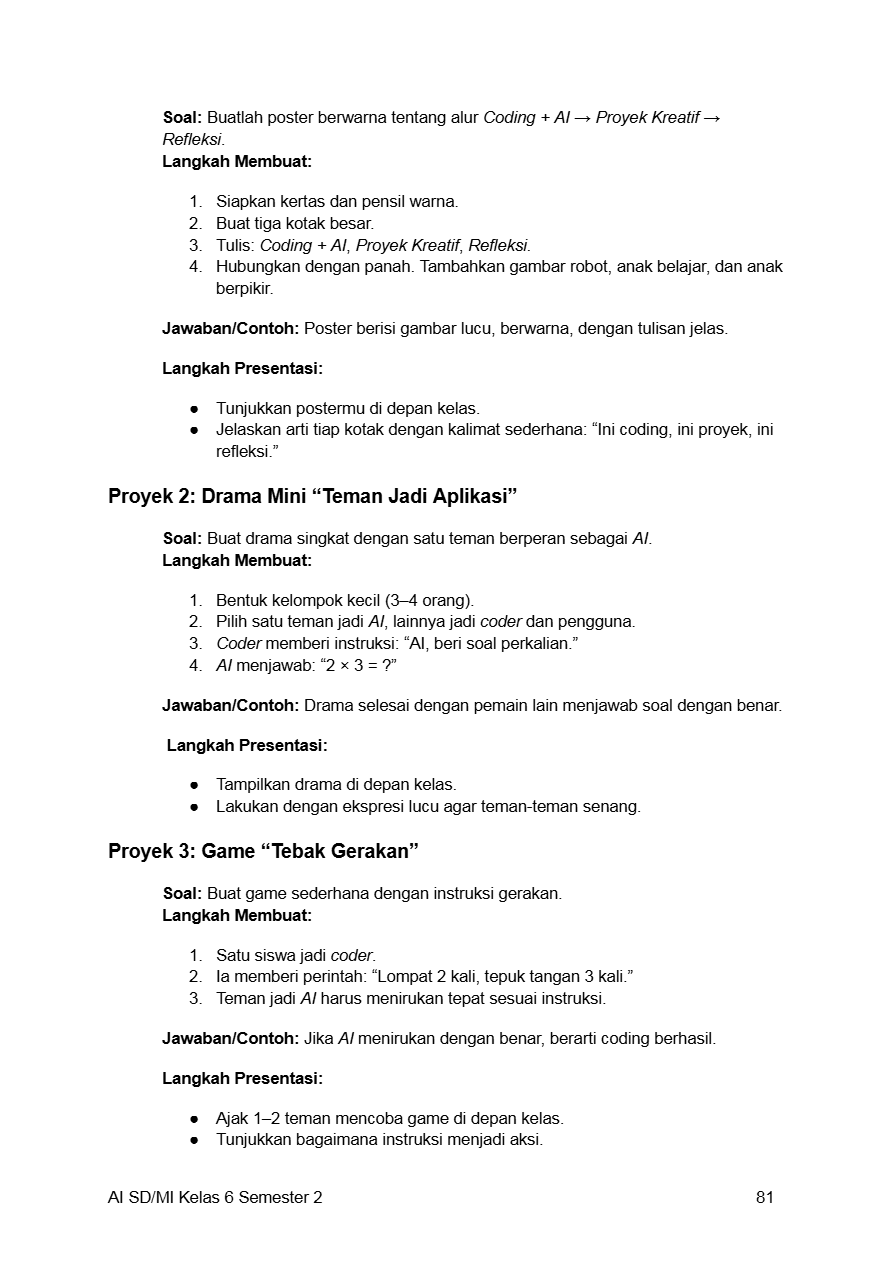 Soal: Buatlah poster berwarna tentang alur Coding + AI → Proyek Kreatif →
Refleksi.
Langkah Membuat:
1. Siapkan kertas dan pensil warna.
2. Buat tiga kotak besar.
3. Tulis: Coding + AI, Proyek Kreatif, Refleksi.
4. Hubungkan dengan panah. Tambahkan gambar robot, anak belajar, dan anak
berpikir.
Jawaban/Contoh: Poster berisi gambar lucu, berwarna, dengan tulisan jelas.
Langkah Presentasi:
● Tunjukkan postermu di depan kelas.
● Jelaskan arti tiap kotak dengan kalimat sederhana: “Ini coding, ini proyek, ini
refleksi.”
Proyek 2: Drama Mini “Teman Jadi Aplikasi”
Soal: Buat drama singkat dengan satu teman berperan sebagai AI.
Langkah Membuat:
1. Bentuk kelompok kecil (3–4 orang).
2. Pilih satu teman jadi AI, lainnya jadi coder dan pengguna.
3. Coder memberi instruksi: “AI, beri soal perkalian.”
4. AI menjawab: “2 × 3 = ?”
Jawaban/Contoh: Drama selesai dengan pemain lain menjawab soal dengan benar.
Langkah Presentasi:
● Tampilkan drama di depan kelas.
● Lakukan dengan ekspresi lucu agar teman-teman senang.
Proyek 3: Game “Tebak Gerakan”
Soal: Buat game sederhana dengan instruksi gerakan.
Langkah Membuat:
1. Satu siswa jadi coder.
2. Ia memberi perintah: “Lompat 2 kali, tepuk tangan 3 kali.”
3. Teman jadi AI harus menirukan tepat sesuai instruksi.
Jawaban/Contoh: Jika AI menirukan dengan benar, berarti coding berhasil.
Langkah Presentasi:
● Ajak 1–2 teman mencoba game di depan kelas.
● Tunjukkan bagaimana instruksi menjadi aksi.
AI SD/MI Kelas 6 Semester 2 81